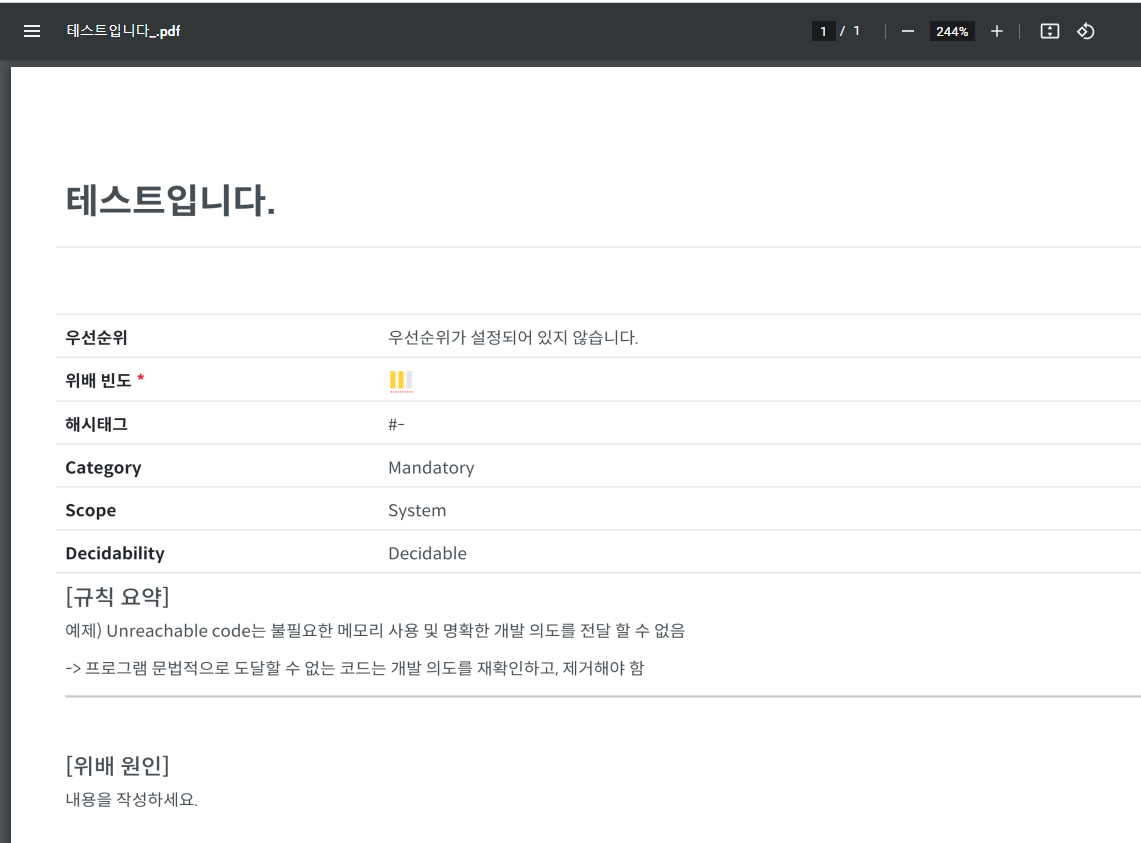 테스트입니다_.pdf
1 / 1
244%
테스트입니다.
우선순위 우선순위가 설정되어 있지 않습니다.
위배 빈도 *
해시태그 #-
Category Mandatory
Scope System
Decidability Decidable
[규칙 요약]
예제) Unreachable code는 불필요한 메모리 사용 및 명확한 개발 의도를 전달 할 수 없음
-> 프로그램 문법적으로 도달할 수 없는 코드는 개발 의도를 재확인하고, 제거해야 함
[위배 원인]
내용을 작성하세요.